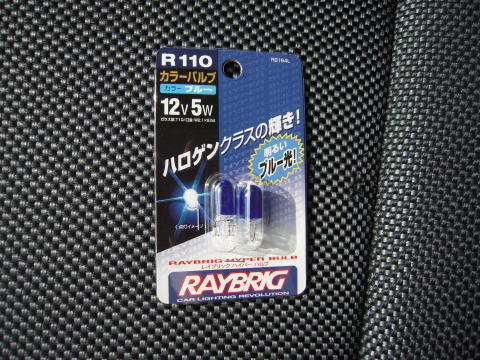 R110
RS184L
カラーバルブ
カラー ブルー
12V 5W
ハロゲンクラスの輝き!
明るい
ブルー光!
RAYBRIG HYPER BULB
レイブリック ハイパー バルブ
RAYBRIG
CAR LIGHTING REVOLUTION